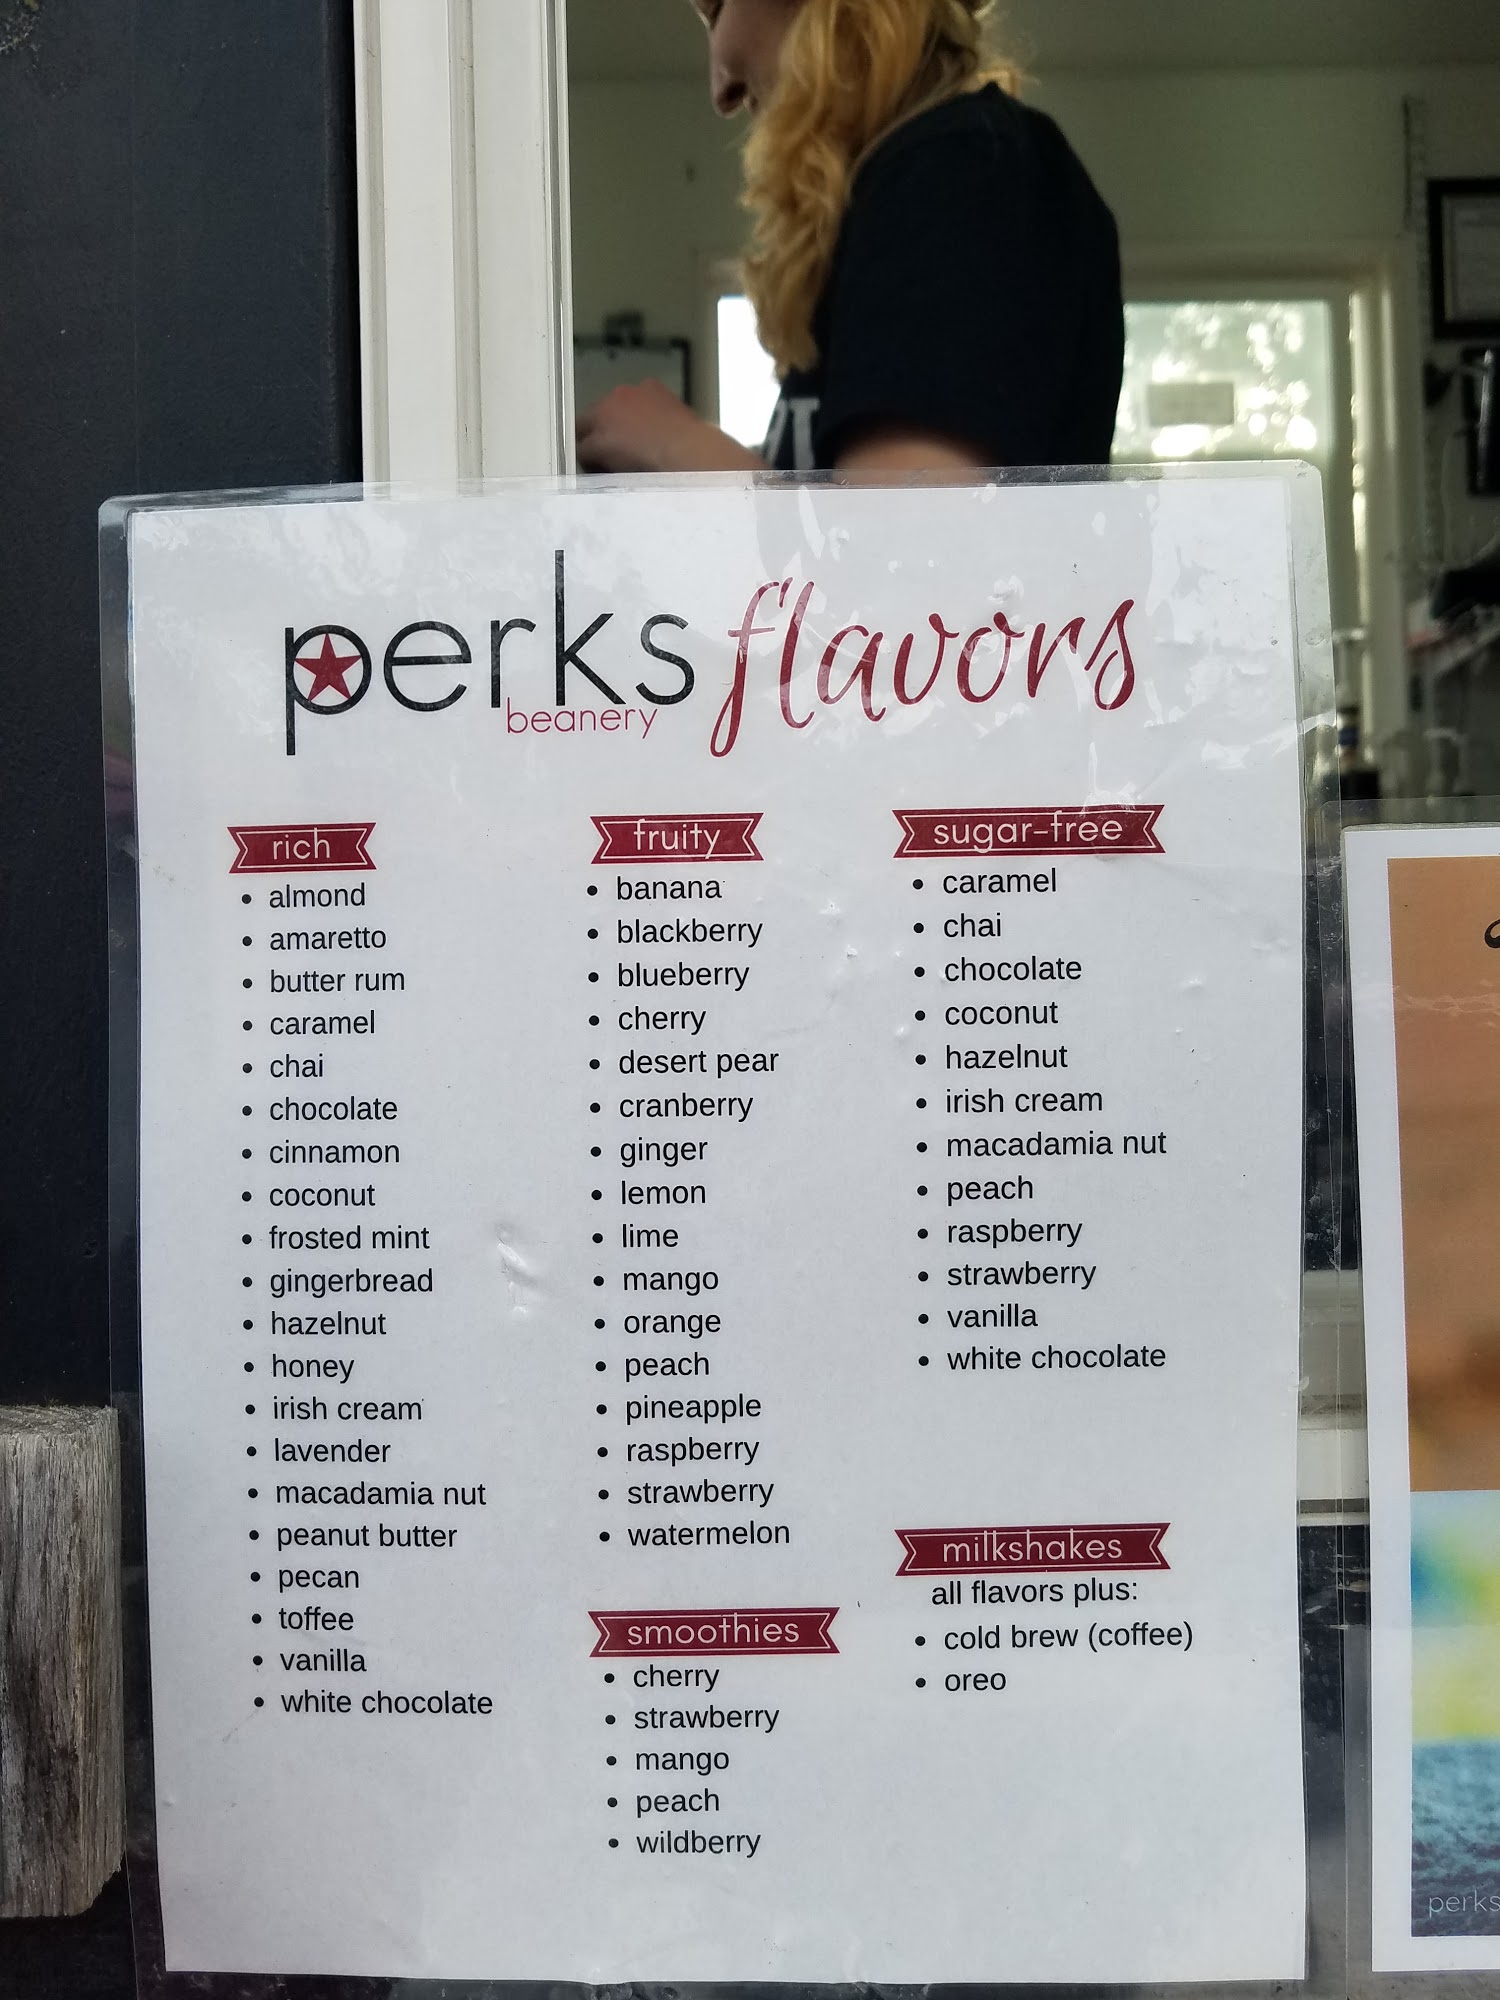 perks flavors
beanery
rich
• almond
• amaretto
• butter rum
• caramel
• chai
• chocolate
• cinnamon
• coconut
• frosted mint
• gingerbread
• hazelnut
• honey
• irish cream
• lavender
• macadamia nut
• peanut butter
• pecan
• toffee
• vanilla
• white chocolate
fruity
• banana
• blackberry
• blueberry
• cherry
• desert pear
• cranberry
• ginger
• lemon
• lime
• mango
• orange
• peach
• pineapple
• raspberry
• strawberry
• watermelon
smoothies
• cherry
• strawberry
• mango
• peach
• wildberry
sugar-free
• caramel
• chai
• chocolate
• coconut
• hazelnut
• irish cream
• macadamia nut
• peach
• raspberry
• strawberry
• vanilla
• white chocolate
milkshakes
all flavors plus:
• cold brew (coffee)
• oreo
perks